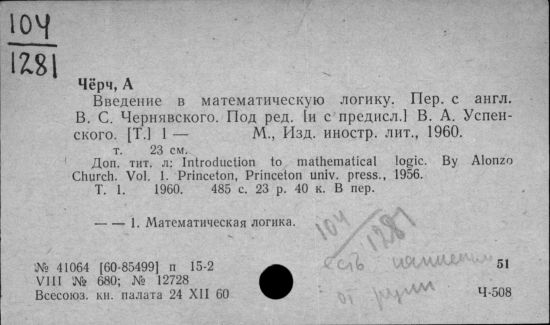 104
1281
Чёрч, А
Введение в математическую логику. Пер. с англ.
В. С. Чернявского. Под ред. [и с предисл.] В. А. Успен-
ского. [Т.] 1 — М., Изд. иностр. лит., 1960.
т. 23 см.
Доп. тит. л: Introduction to mathematical logic. By Alonzo
Church. Vol. 1. Princeton, Princeton univ. press., 1956.
Т. 1. 1960. 485 с. 23 р. 40 к. В пер.
— — 1. Математическая логика.
104
1281
есть
от руки
№ 41064 [60-85499] п 15-2
51
VIII № 680; № 12728
Ч-508
Всесоюз. кн. палата 24 XII 60